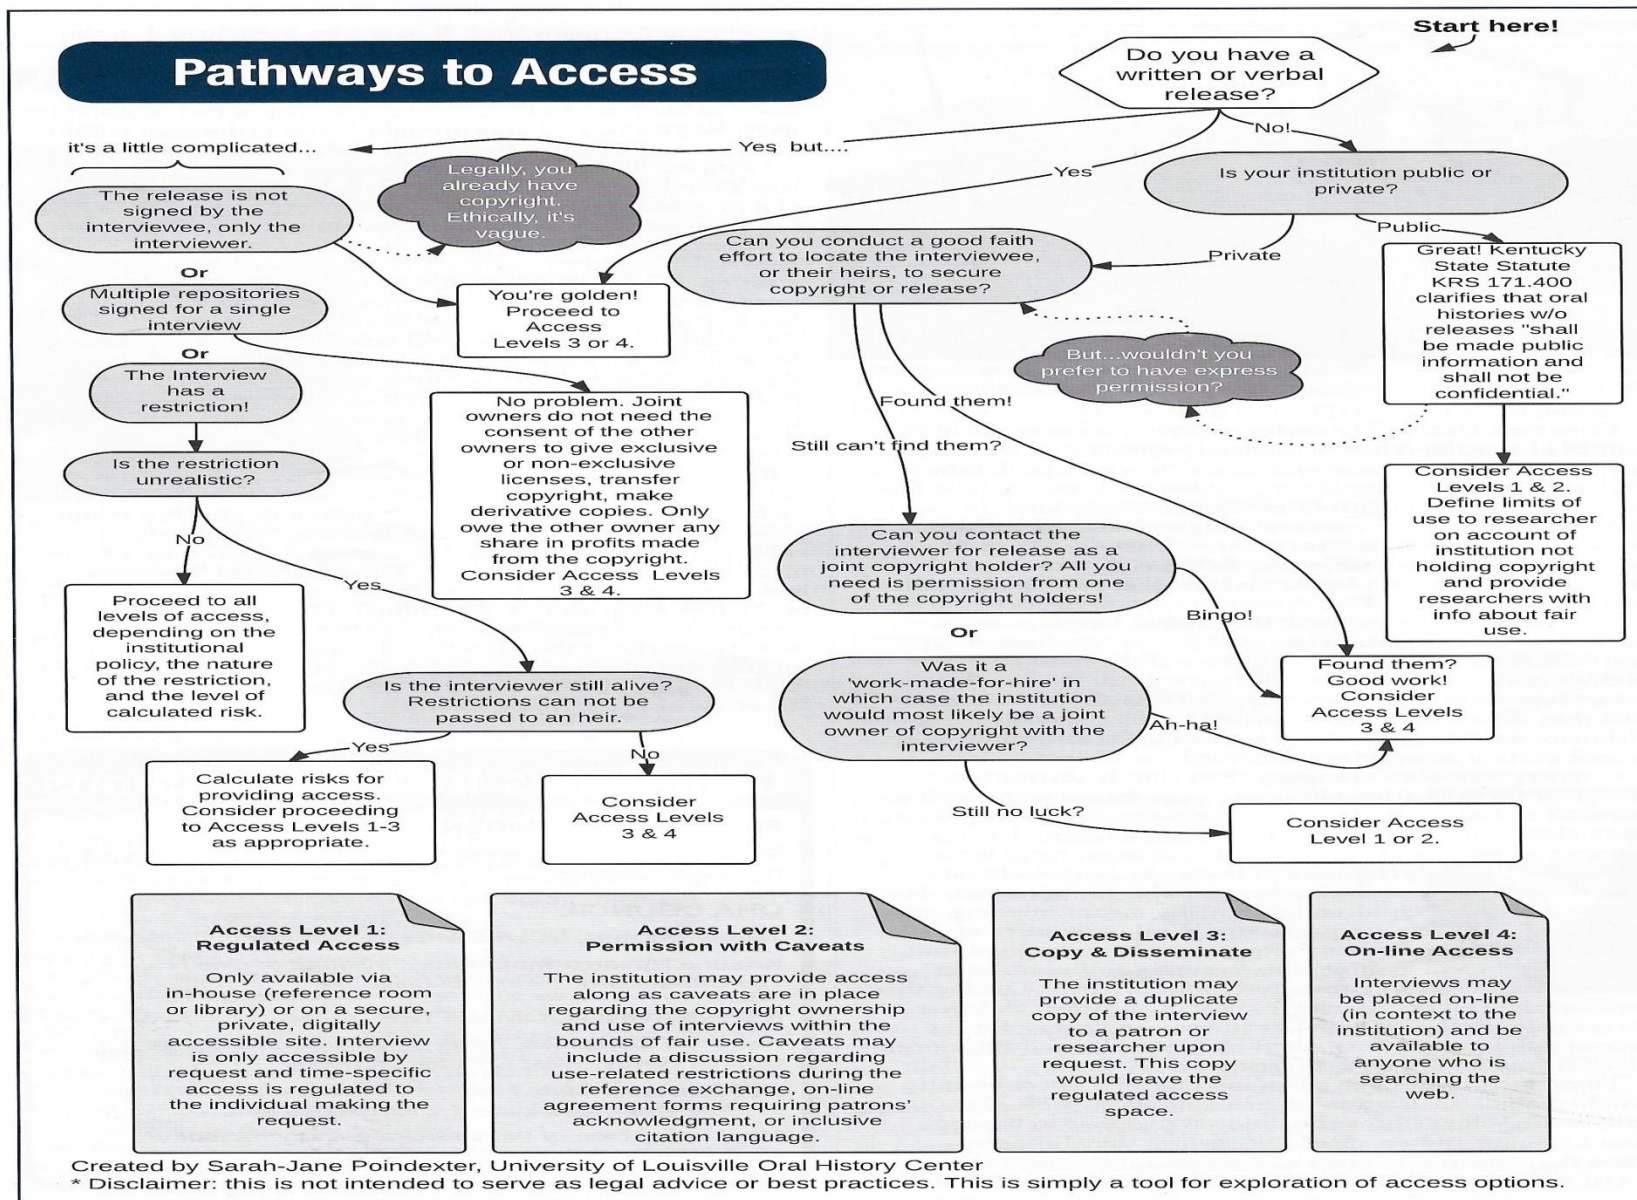 Start here!
Pathways to Access
Do you have a
written or verbal
release?
No!
Yes but....
Yes
it's a little complicated...
The release is not
signed by the
interviewee, only the
interviewer.
Legally, you
already have
copyright.
Ethically, it's
vague.
Or
Multiple repositories
signed for a single
interview
Or
The Interview
has a
restriction!
Is the restriction
unrealistic?
No
Yes
Proceed to all
levels of access,
depending on the
institutional
policy, the nature
of the restriction,
and the level of
calculated risk.
Is the interviewer still alive?
Restrictions can not be
passed to an heir.
Yes
No
Calculate risks for
providing access.
Consider proceeding
to Access Levels 1-3
as appropriate.
Consider
Access Levels
3 & 4
You're golden!
Proceed to
Access
Levels 3 or 4.
No problem. Joint
owners do not need the
consent of the other
owners to give exclusive
or non-exclusive
licenses, transfer
copyright, make
derivative copies. Only
owe the other owner any
share in profits made
from the copyright.
Consider Access Levels
3 & 4.
Is your institution public or
private?
Public
Private
Can you conduct a good faith
effort to locate the interviewee,
or their heirs, to secure
copyright or release?
Great! Kentucky
State Statute
KRS 171.400
clarifies that oral
histories w/o
releases "shall
be made public
information and
shall not be
confidential."
But...wouldn't you
prefer to have express
permission?
Found them!
Still can't find them?
Consider Access
Levels 1 & 2.
Define limits of
use to researcher
on account of
institution not
holding copyright
and provide
researchers with
info about fair
use.
Can you contact the
interviewer for release as a
joint copyright holder? All you
need is permission from one
of the copyright holders!
Bingo!
Or
Was it a
'work-made-for-hire' in
which case the institution
would most likely be a joint
owner of copyright with the
interviewer?
Ah-ha!
Found them?
Good work!
Consider
Access Levels
3 & 4
Still no luck?
Consider Access
Level 1 or 2.
Access Level 1:
Regulated Access
Only available via
in-house (reference room
or library) or on a secure,
private, digitally
accessible site. Interview
is only accessible by
request and time-specific
access is regulated to
the individual making the
request.
Access Level 2:
Permission with Caveats
The institution may provide access
along as caveats are in place
regarding the copyright ownership
and use of interviews within the
bounds of fair use. Caveats may
include a discussion regarding
use-related restrictions during the
reference exchange, on-line
agreement forms requiring patrons'
acknowledgment, or inclusive
citation language.
Access Level 3:
Copy & Disseminate
The institution may
provide a duplicate
copy of the interview
to a patron or
researcher upon
request. This copy
would leave the
regulated access
space.
Access Level 4:
On-line Access
Interviews may
be placed on-line
(in context to the
institution) and be
available to
anyone who is
searching the
web.
Created by Sarah-Jane Poindexter, University of Louisville Oral History Center
* Disclaimer: this is not intended to serve as legal advice or best practices. This is simply a tool for exploration of access options.